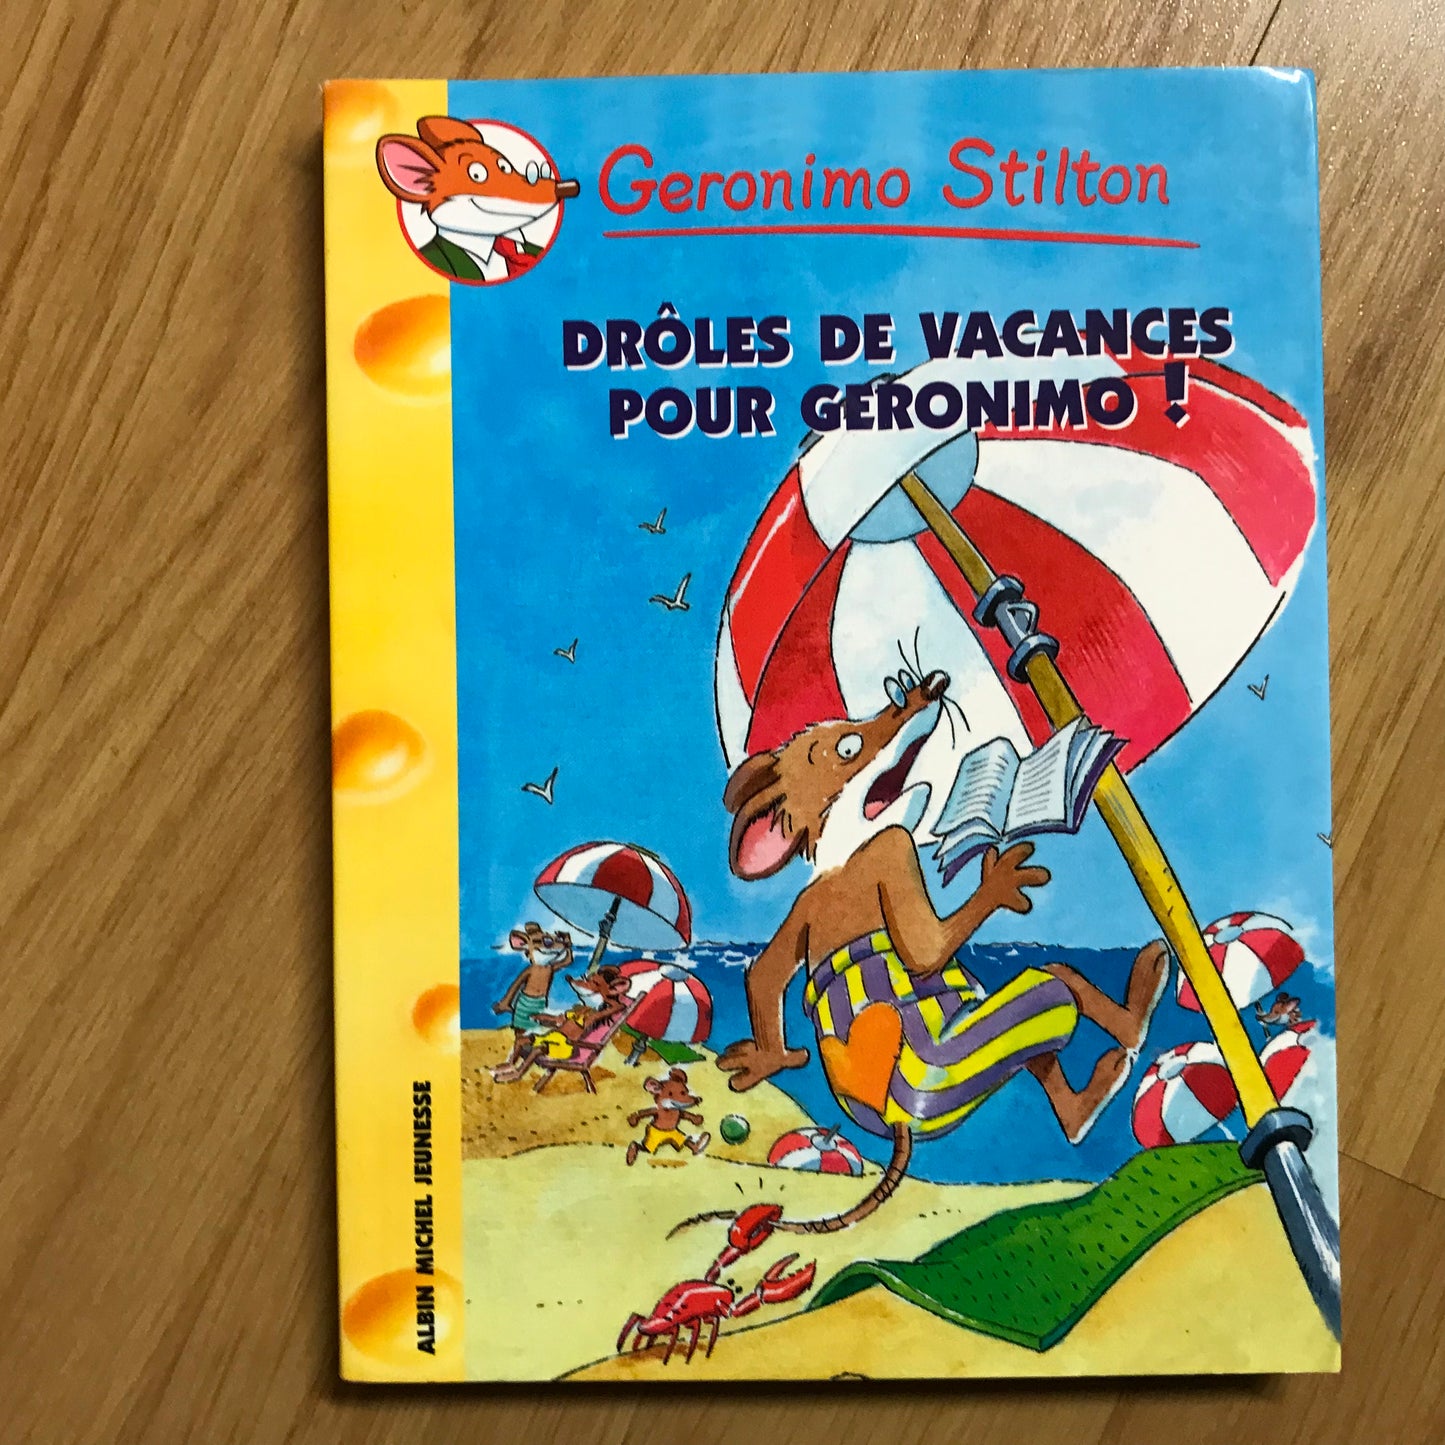 Geronimo Stilton
DRÔLES DE VACANCES
POUR GERONIMO !
ALBIN MICHEL JEUNESSE